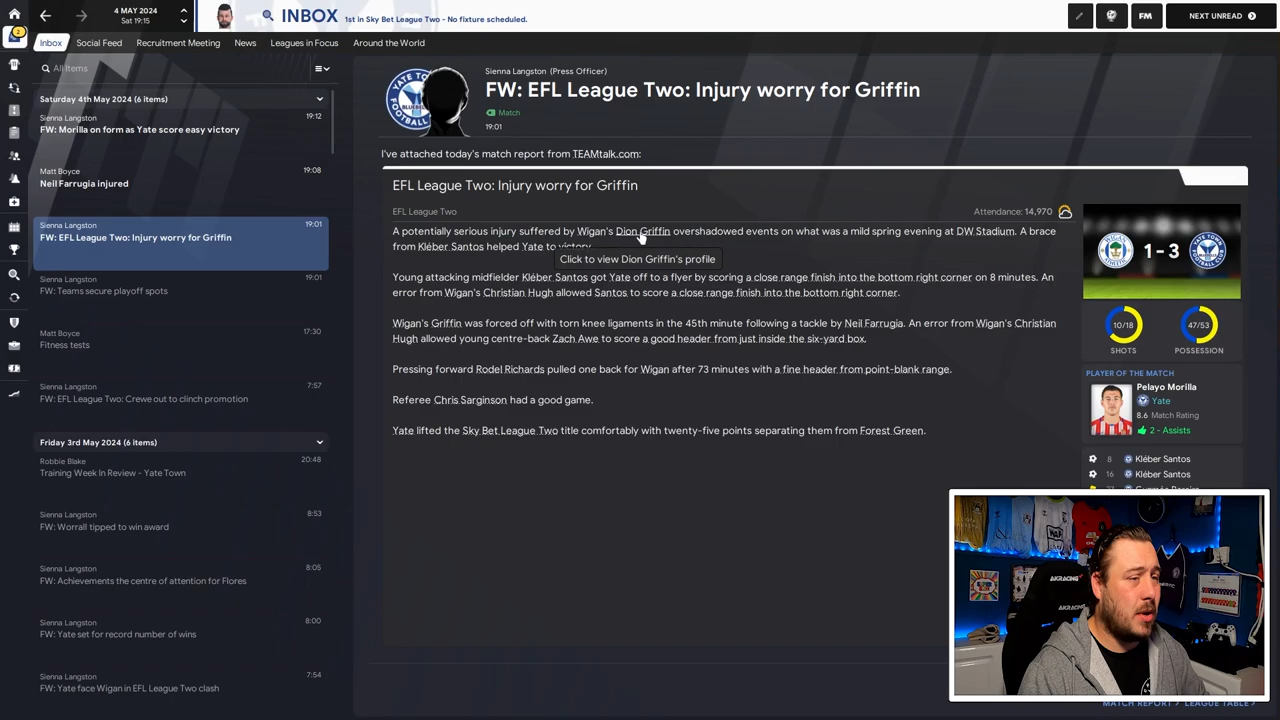 4 MAY 2024
Sat 19:15
INBOX
1st in Sky Bet League Two - No fixture scheduled.
FM
NEXT UNREAD
2
Inbox
Social Feed
Recruitment Meeting
News
Leagues in Focus
Around the World
All Items
Saturday 4th May 2024 (6 items)
Sienna Langston
19:12
FW: Morilla on form as Yate score easy victory
Matt Boyce
19:08
Neil Farrugia injured
Sienna Langston
19:01
FW: EFL League Two: Injury worry for Griffin
Sienna Langston
19:01
FW: Teams secure playoff spots
Matt Boyce
17:30
Fitness tests
Sienna Langston
7:57
FW: EFL League Two: Crewe out to clinch promotion
Friday 3rd May 2024 (6 items)
Robbie Blake
20:48
Training Week In Review - Yate Town
Sienna Langston
8:53
FW: Worrall tipped to win award
Sienna Langston
8:05
FW: Achievements the centre of attention for Flores
Sienna Langston
8:00
FW: Yate set for record number of wins
Sienna Langston
7:54
FW: Yate face Wigan in EFL League Two clash
Sienna Langston (Press Officer)
FW: EFL League Two: Injury worry for Griffin
Match
19:01
I've attached today's match report from TEAMtalk.com:
EFL League Two: Injury worry for Griffin
EFL League Two
Attendance: 14,970
A potentially serious injury suffered by Wigan's Dion Griffin overshadowed events on what was a mild spring evening at DW Stadium. A brace
from Kléber Santos helped Yate to victory.
Click to view Dion Griffin's profile
Young attacking midfielder Kléber Santos got Yate off to a flyer by scoring a close range finish into the bottom right corner on 8 minutes. An
error from Wigan's Christian Hugh allowed Santos to score a close range finish into the bottom right corner.
Wigan's Griffin was forced off with torn knee ligaments in the 45th minute following a tackle by Neil Farrugia. An error from Wigan's Christian
Hugh allowed young centre-back Zach Awe to score a good header from just inside the six-yard box.
Pressing forward Rodel Richards pulled one back for Wigan after 73 minutes with a fine header from point-blank range.
Referee Chris Sarginson had a good game.
Yate lifted the Sky Bet League Two title comfortably with twenty-five points separating them from Forest Green.
1 - 3
10/18
SHOTS
47/53
POSSESSION
PLAYER OF THE MATCH
Pelayo Morilla
Yate
8.6 Match Rating
2 - Assists
8 Kléber Santos
16 Kléber Santos
MATCH REPORT >
LEAGUE TABLE >
AKRACING